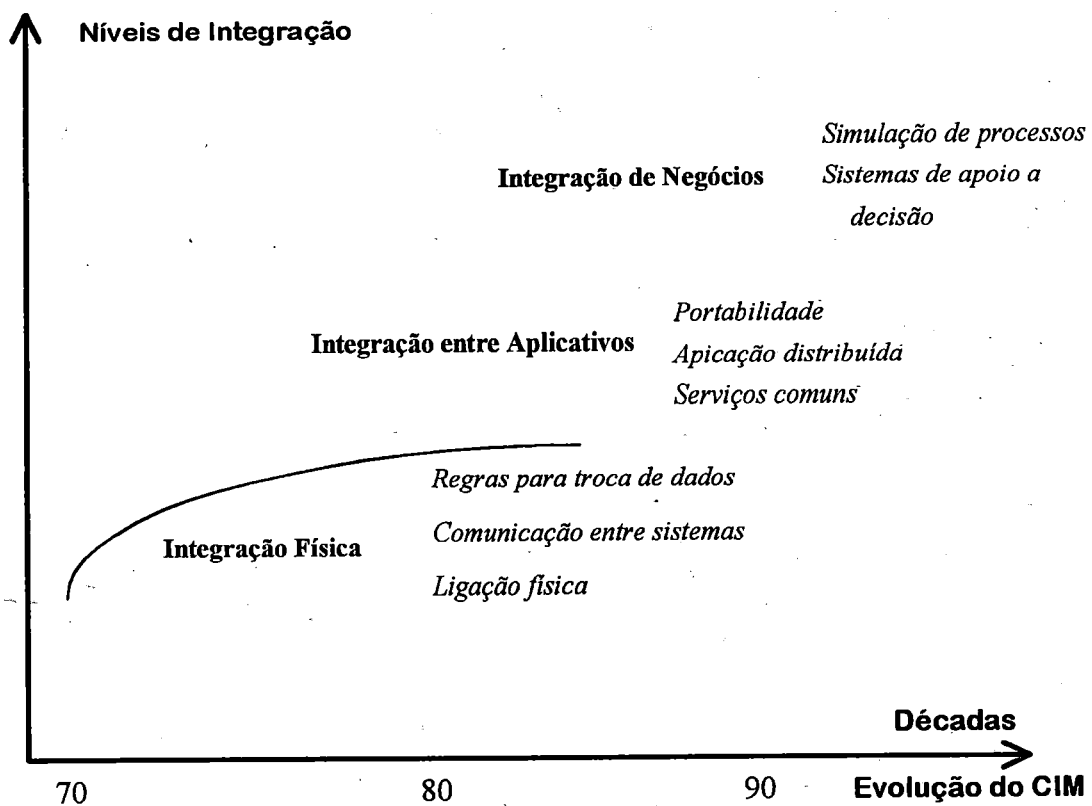 Níveis de Integração
Simulação de processos
Integração de Negócios
Sistemas de apoio a
decisão
Portabilidade
Integração entre Aplicativos
Apicação distribuída
Serviços comuns
Regras para troca de dados
Comunicação entre sistemas
Integração Física
Ligação física
Décadas
70
80
90
Evolução do CIM